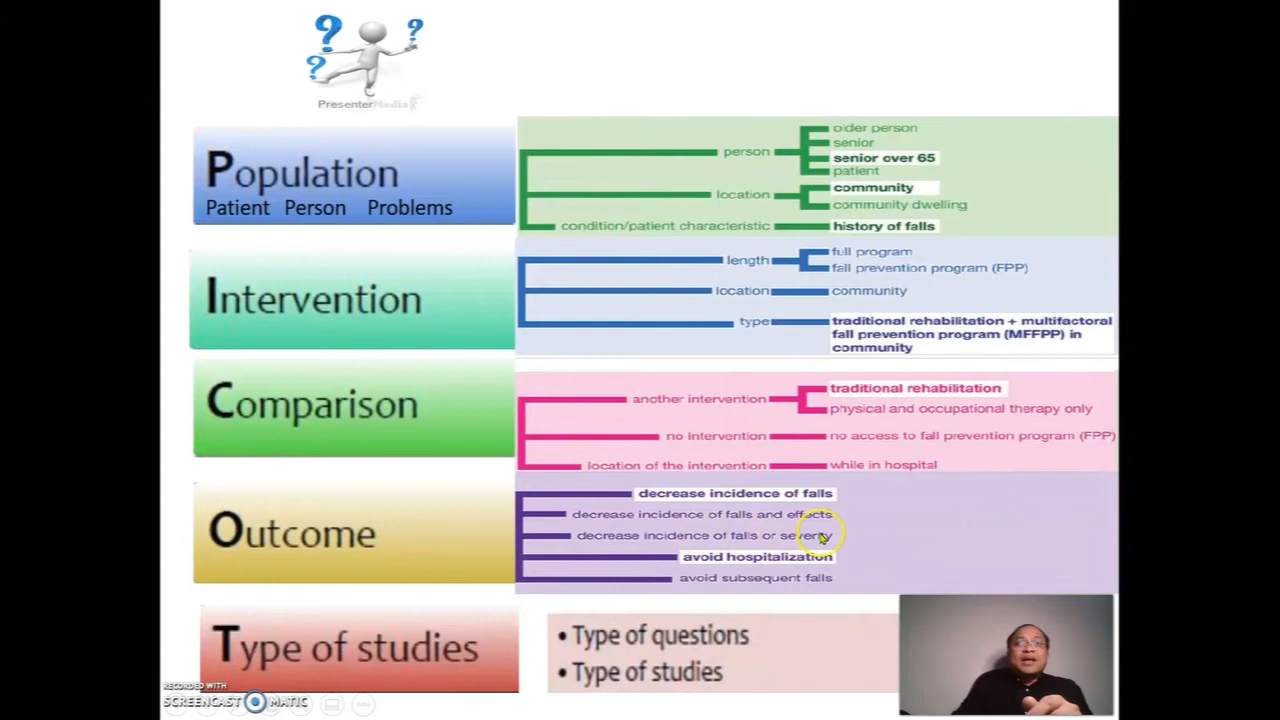 ?
?
?
PresenterMedia
Population
Patient Person Problems
person
older person
senior
senior over 65
patient
location
community
community dwelling
condition/patient characteristic
history of falls
Intervention
length
full program
fall prevention program (FPP)
location
community
type
traditional rehabilitation + multifactoral
fall prevention program (MFFPP) in
community
Comparison
another intervention
traditional rehabilitation
physical and occupational therapy only
no intervention
no access to fall prevention program (FPP)
location of the intervention
while in hospital
Outcome
decrease incidence of falls
decrease incidence of falls and effects
decrease incidence of falls or severity
avoid hospitalization
avoid subsequent falls
Type of studies
• Type of questions
• Type of studies
RECORDED WITH
SCREENCAST MATIC